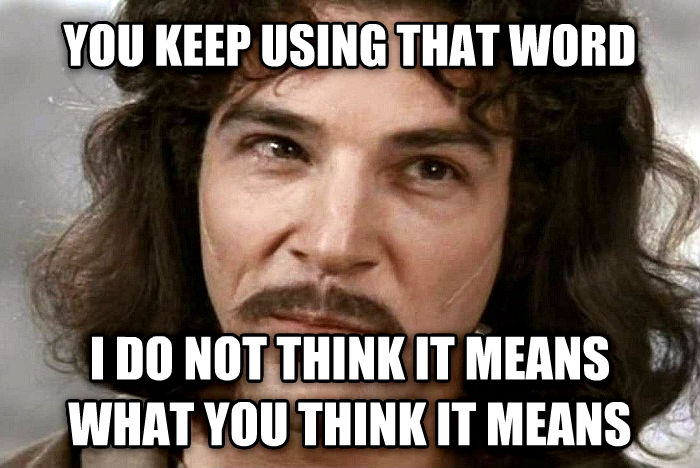 YOU KEEP USING THAT WORD
I DO NOT THINK IT MEANS
WHAT YOU THINK IT MEANS